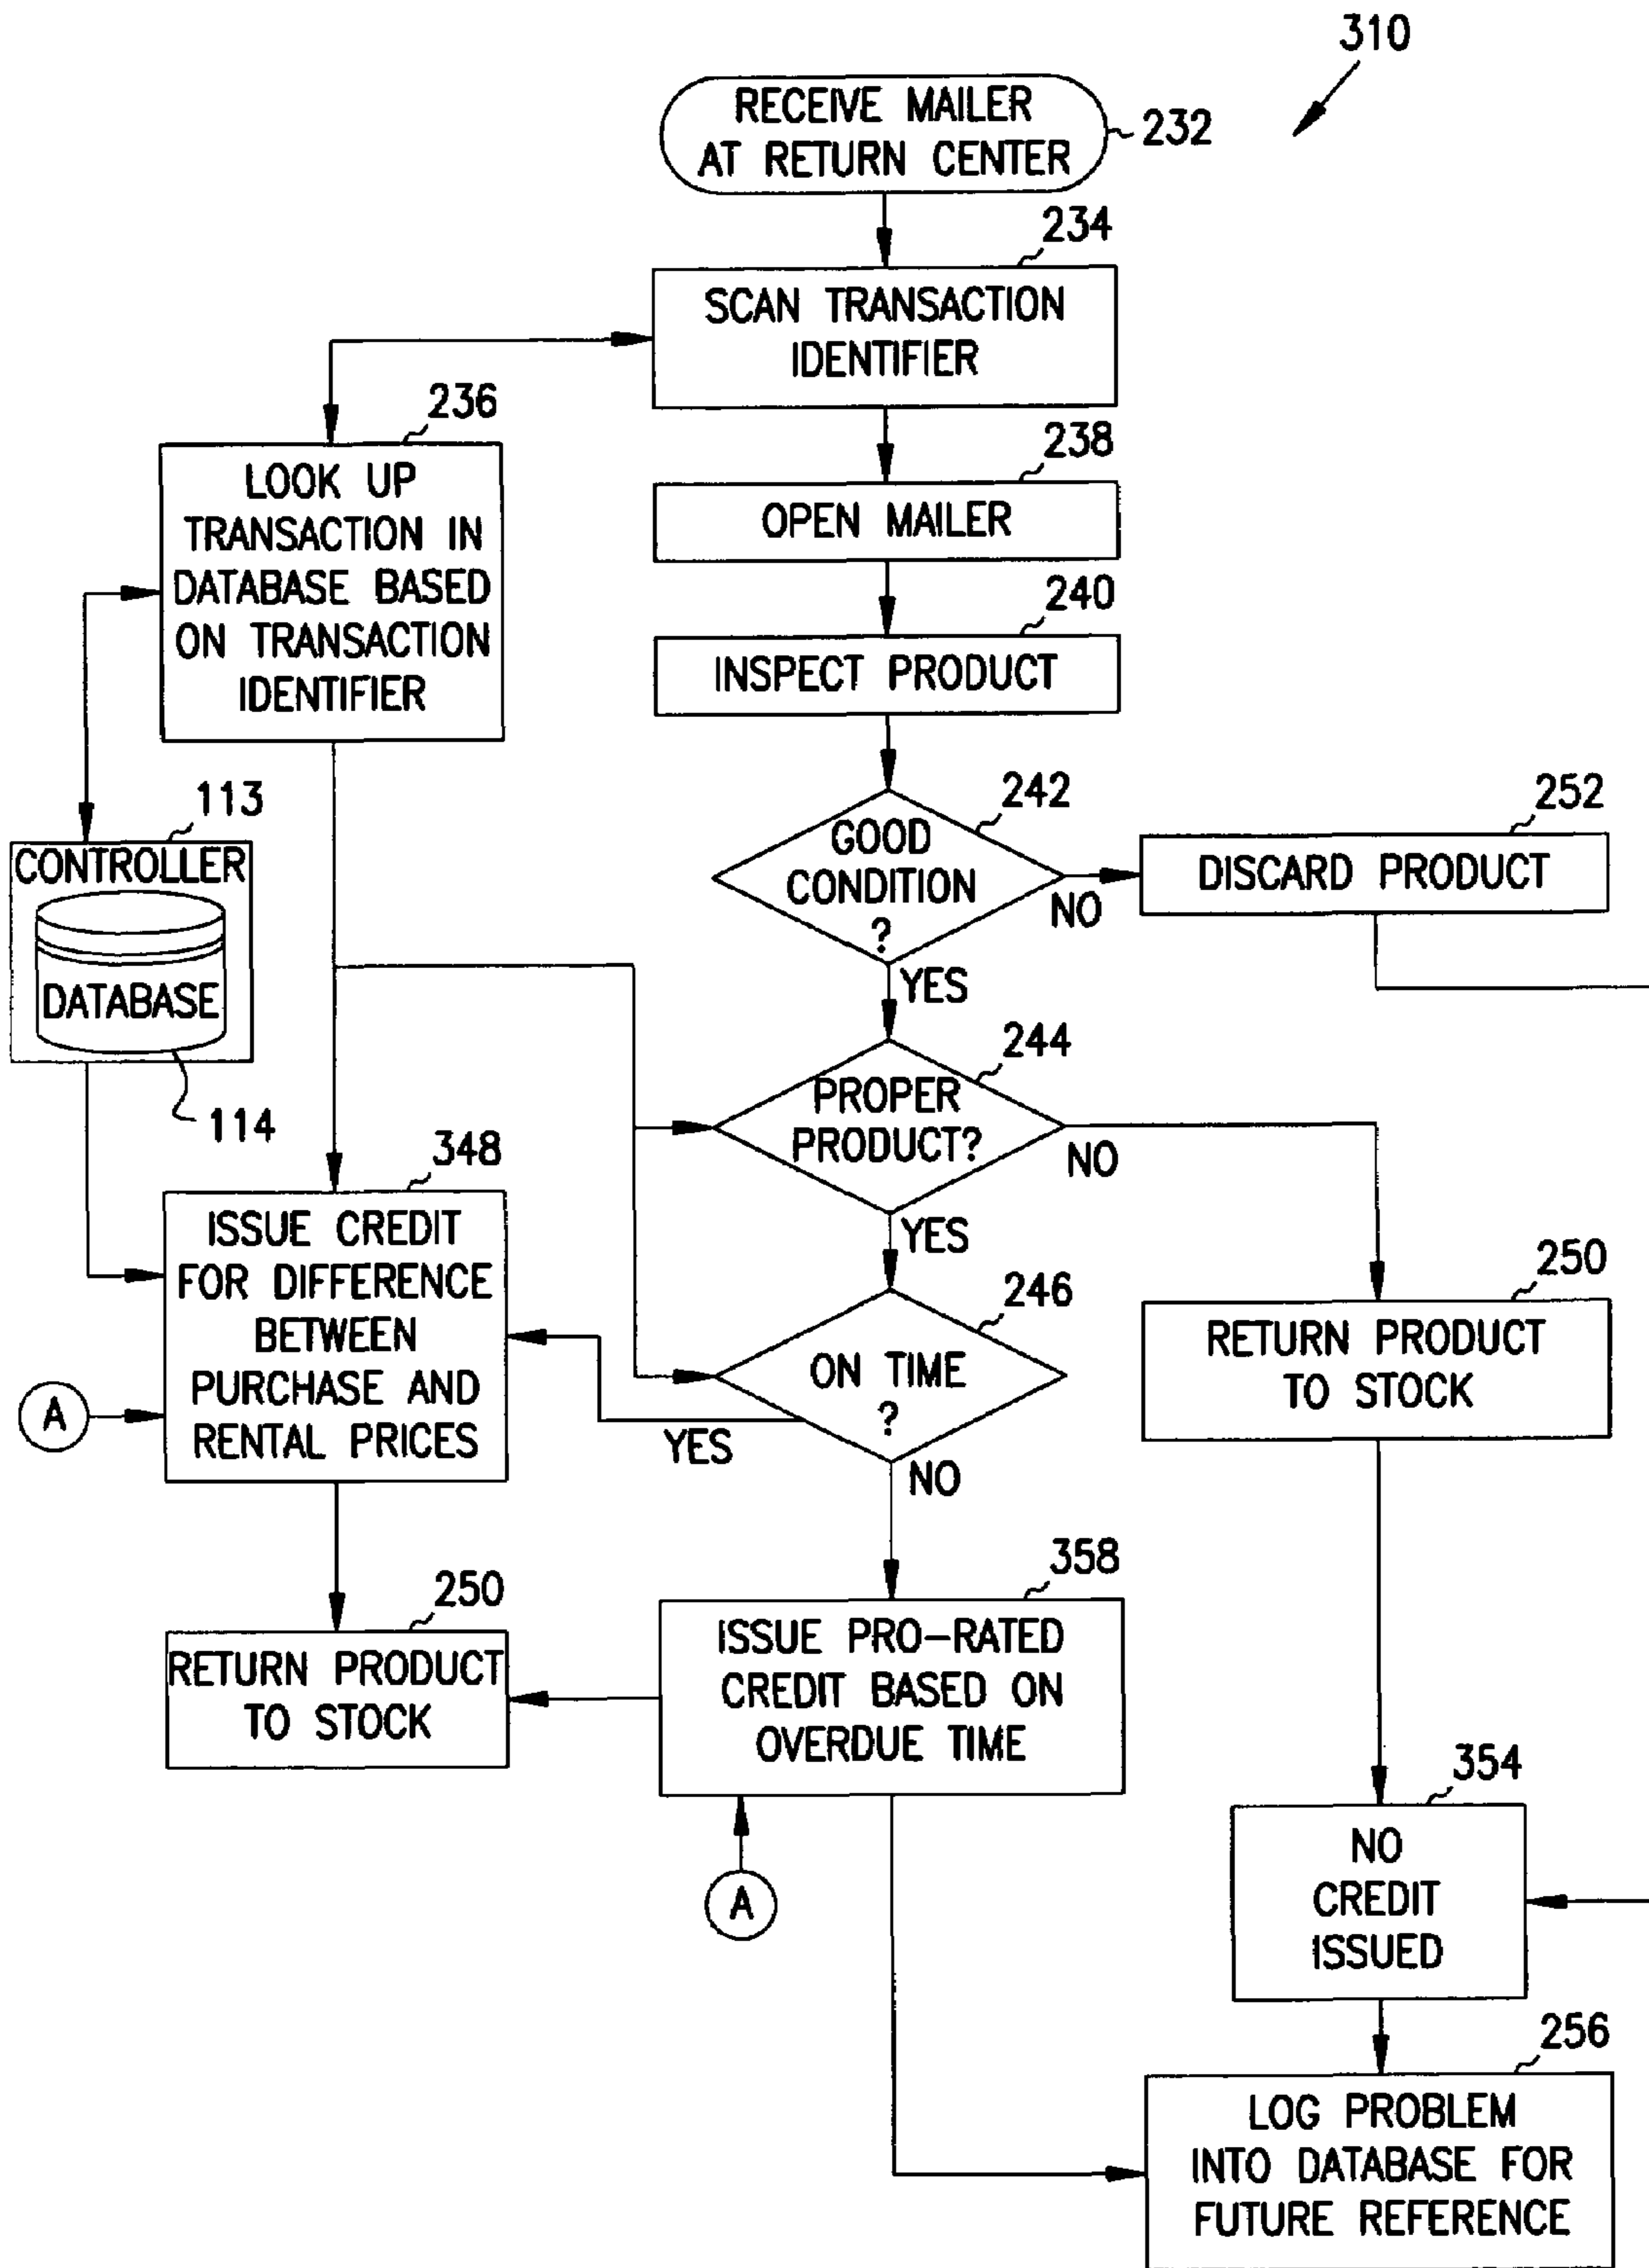 310
RECEIVE MAILER
AT RETURN CENTER
232
234
SCAN TRANSACTION
IDENTIFIER
236
LOOK UP
TRANSACTION IN
DATABASE BASED
ON TRANSACTION
IDENTIFIER
238
OPEN MAILER
240
INSPECT PRODUCT
113
CONTROLLER
DATABASE
114
242
GOOD
CONDITION
?
NO
YES
252
DISCARD PRODUCT
244
PROPER
PRODUCT?
NO
YES
348
ISSUE CREDIT
FOR DIFFERENCE
BETWEEN
PURCHASE AND
RENTAL PRICES
A
246
ON TIME
?
YES
NO
250
RETURN PRODUCT
TO STOCK
250
RETURN PRODUCT
TO STOCK
358
ISSUE PRO-RATED
CREDIT BASED ON
OVERDUE TIME
A
354
NO
CREDIT
ISSUED
256
LOG PROBLEM
INTO DATABASE FOR
FUTURE REFERENCE